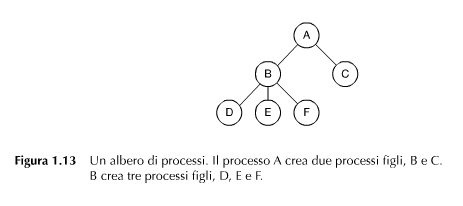 A
B
C
D E F
Figura 1.13 Un albero di processi. Il processo A crea due processi figli, B e C.
B crea tre processi figli, D, E e F.